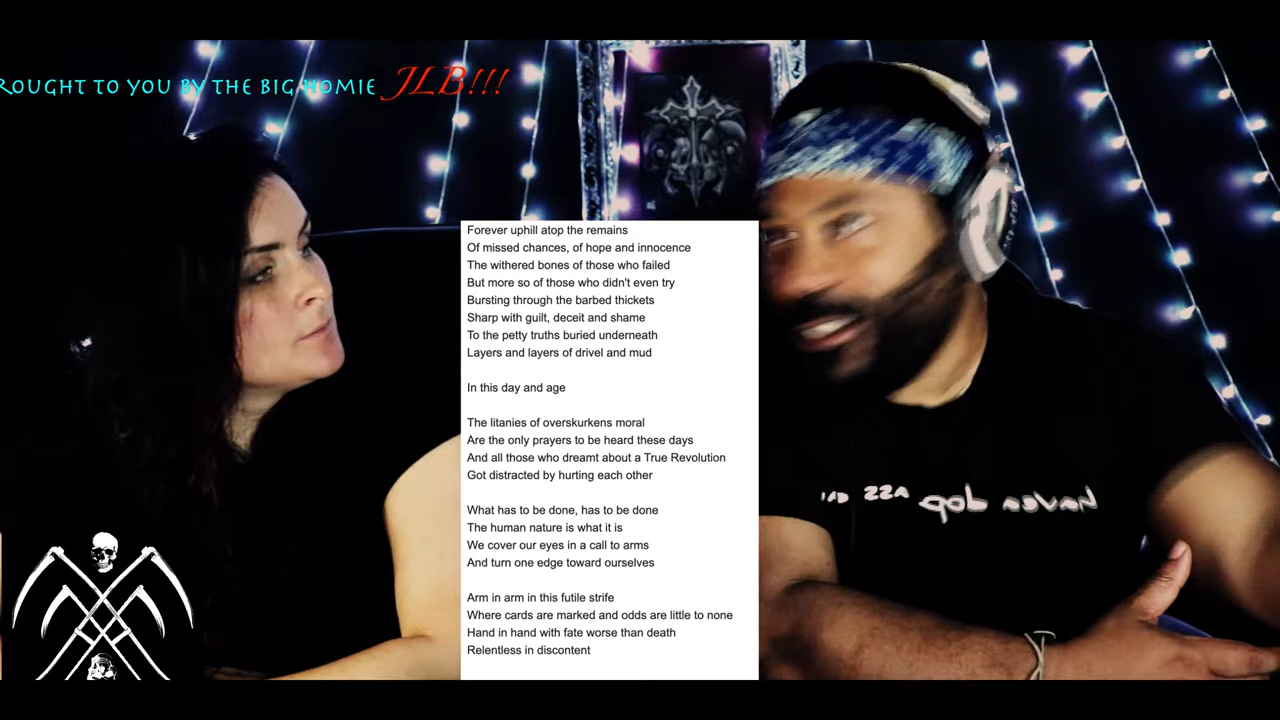 ROUGHT TO YOU BY THE BIG HOMIE JLB!!!
Forever uphill atop the remains
Of missed chances, of hope and innocence
The withered bones of those who failed
But more so of those who didn't even try
Bursting through the barbed thickets
Sharp with guilt, deceit and shame
To the petty truths buried underneath
Layers and layers of drivel and mud
In this day and age
The litanies of overskurkens moral
Are the only prayers to be heard these days
And all those who dreamt about a True Revolution
Got distracted by hurting each other
What has to be done, has to be done
The human nature is what it is
We cover our eyes in a call to arms
And turn one edge toward ourselves
Arm in arm in this futile strife
Where cards are marked and odds are little to none
Hand in hand with fate worse than death
Relentless in discontent